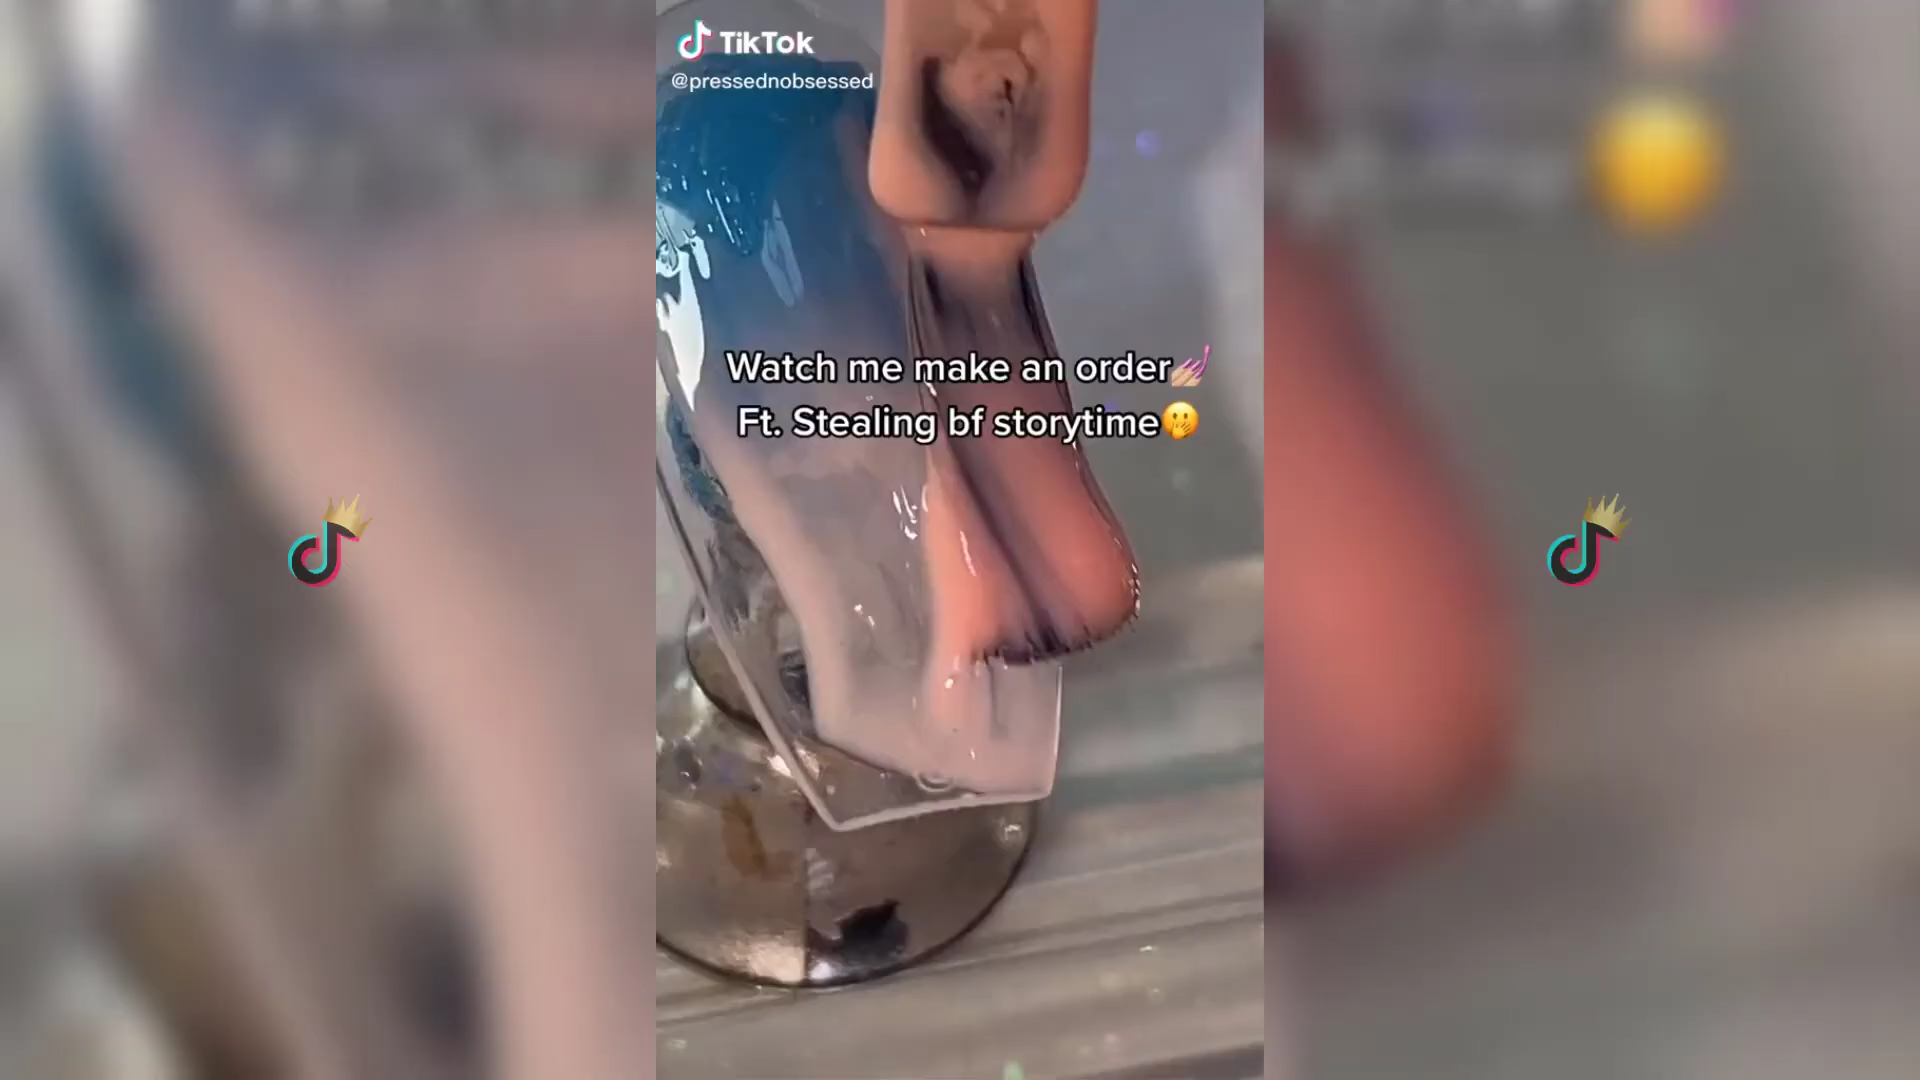 TikTok
@pressednobsessed
Watch me make an order💅🏼
Ft. Stealing bf storytime🤭